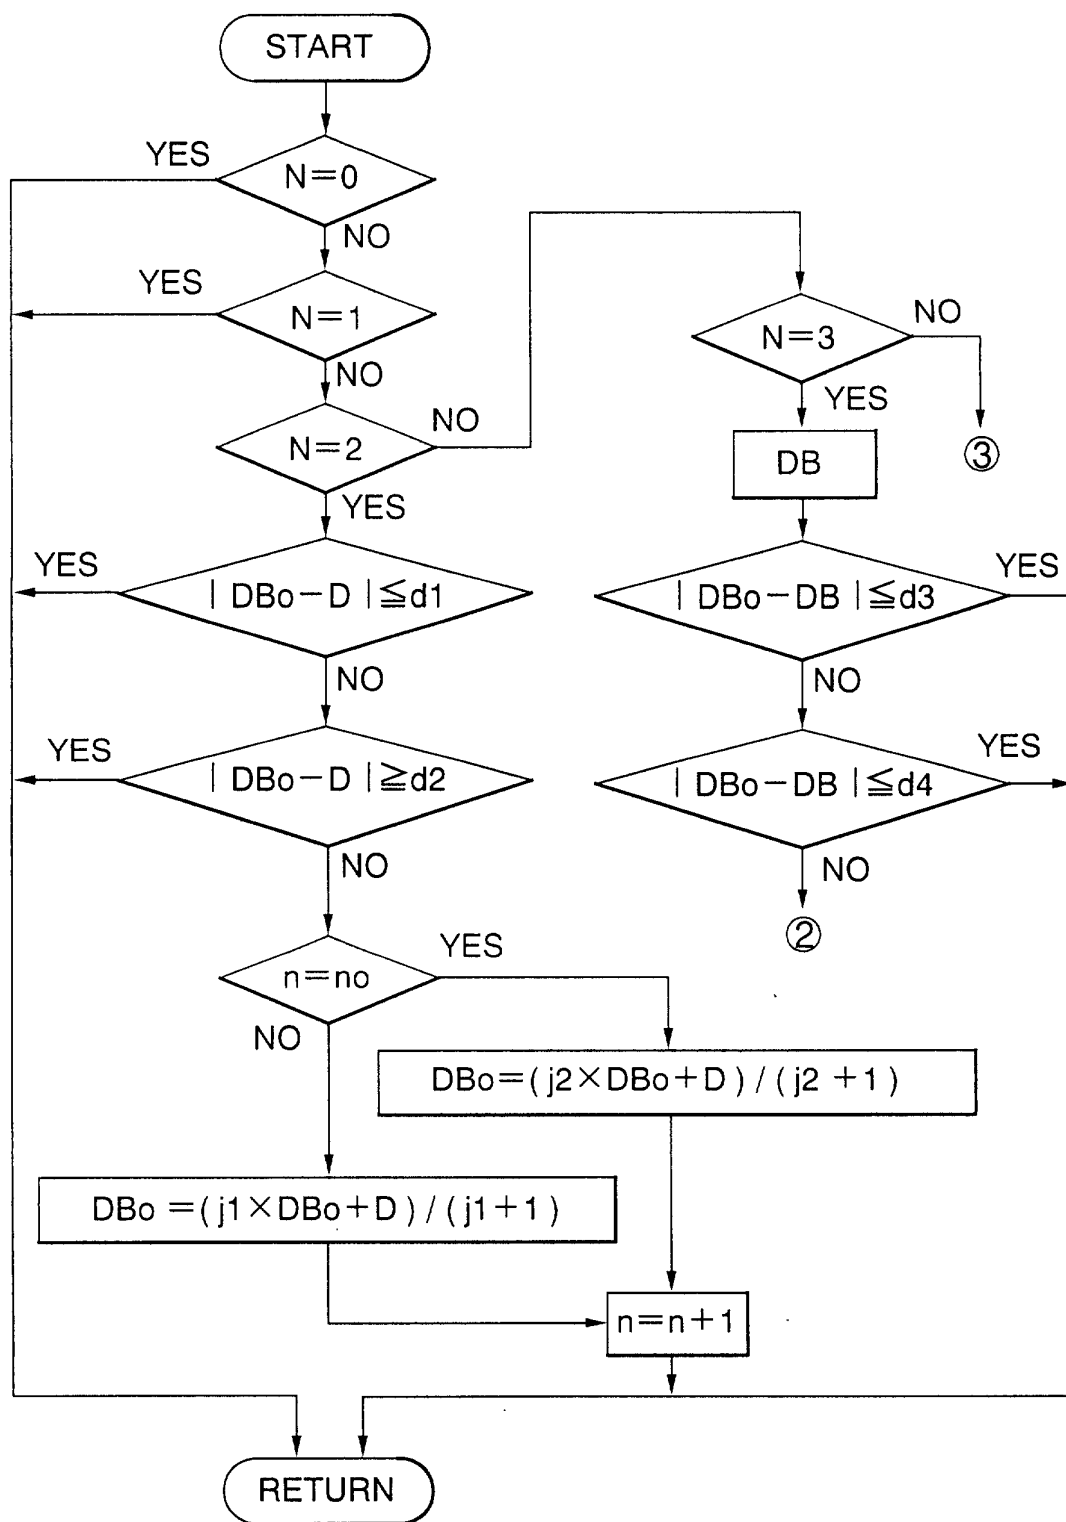 START
YES
N=0
NO
YES
N=1
NO
N=2
NO
YES
N=3
NO
YES
DB
③
YES
| DBo-D |≦d1
NO
| DBo-DB |≦d3
YES
NO
YES
| DBo-D |≧d2
NO
| DBo-DB |≦d4
YES
NO
②
n=no
YES
NO
DBo=(j2×DBo+D)/(j2+1)
DBo=(j1×DBo+D)/(j1+1)
n=n+1
RETURN